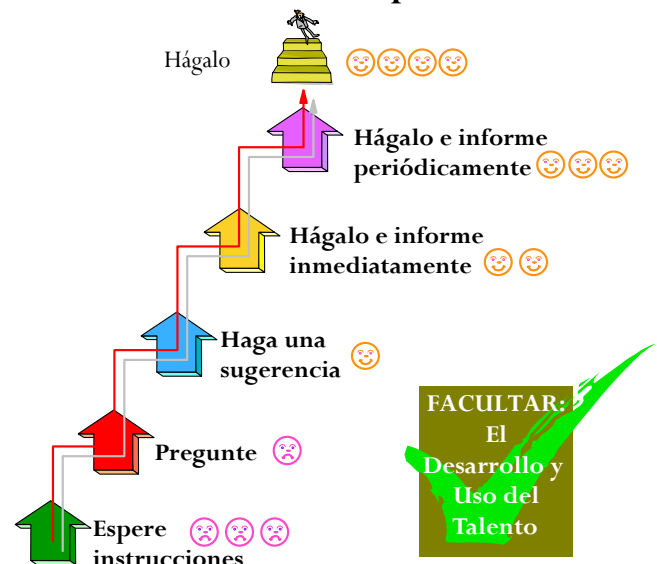 Hágalo
Hágalo e informe
periódicamente
Hágalo e informe
inmediatamente
Haga una
sugerencia
FACULTAR:
El
Desarrollo y
Uso del
Talento
Pregunte
Espere
instrucciones